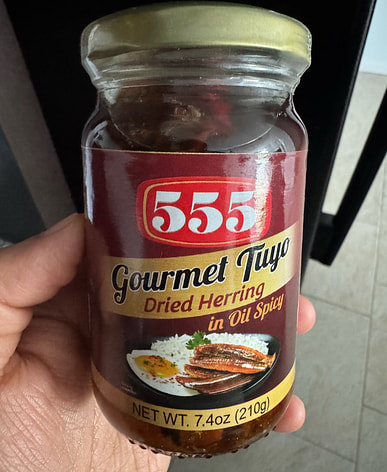 555
Gourmet Tuyo
Dried Herring
in Oil Spicy
NET WT. 7.4oz (210g)